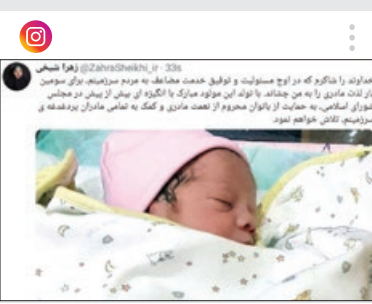 زهرا شیخی @ZahraSheikhi_ir · 33s
خداوند را شاکرم که در اوج مسئولیت و توفیق خدمت مضاعف به مردم سرزمینم، برای سومین
بار لذت مادری را به من چشاند. با تولد این مولود مبارک با انگیزه ای بیش از پیش در مجلس
شورای اسلامی، به حمایت از بانوان محروم از نعمت مادری و کمک به تمامی مادران پردغدغه ی
سرزمینم، تلاش خواهم نمود.